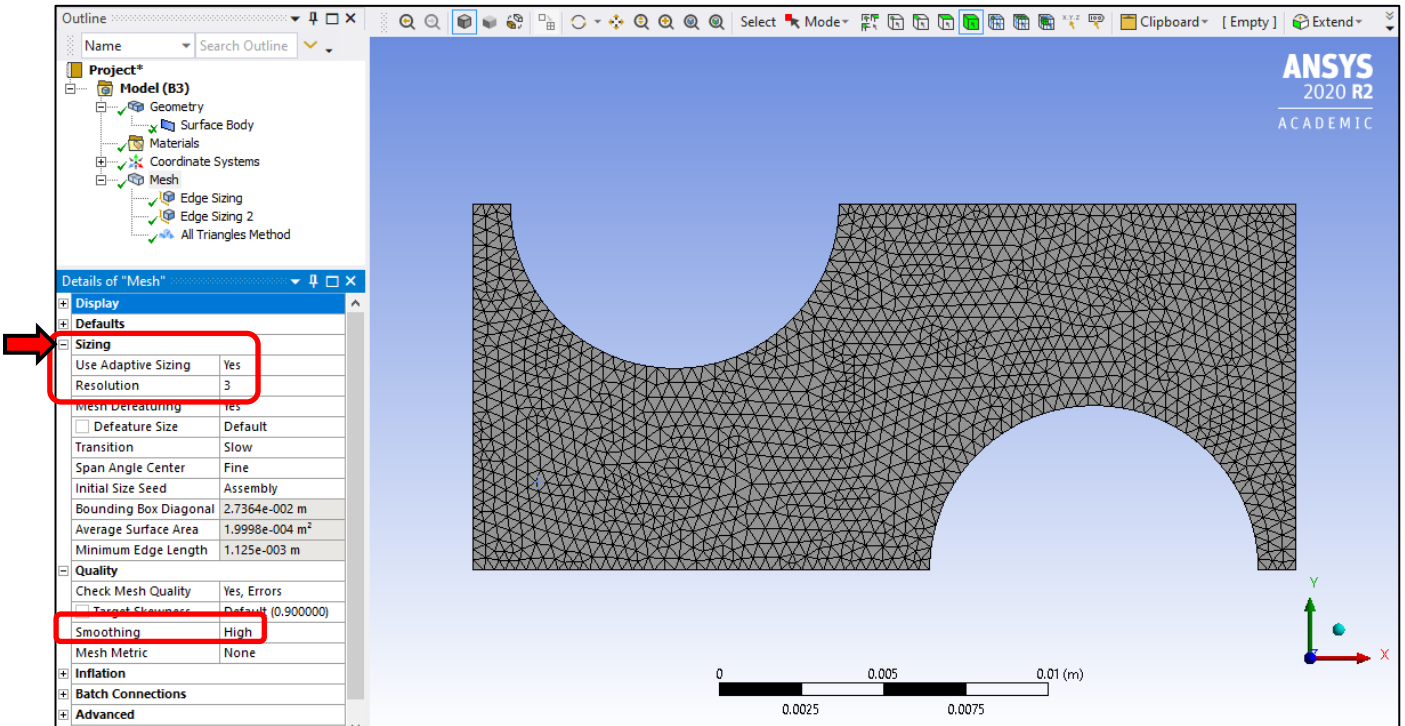 Outline
Name Search Outline
Project*
Model (B3)
Geometry
Surface Body
Materials
Coordinate Systems
Mesh
Edge Sizing
Edge Sizing 2
All Triangles Method
Details of "Mesh"
Display
Defaults
Sizing
Use Adaptive Sizing Yes
Resolution 3
Mesh Defeaturing Yes
Defeature Size Default
Transition Slow
Span Angle Center Fine
Initial Size Seed Assembly
Bounding Box Diagonal 2.7364e-002 m
Average Surface Area 1.9998e-004 m²
Minimum Edge Length 1.125e-003 m
Quality
Check Mesh Quality Yes, Errors
Target Skewness Default (0.900000)
Smoothing High
Mesh Metric None
Inflation
Batch Connections
Advanced
Select Mode Clipboard [ Empty ] Extend
ANSYS
2020 R2
ACADEMIC
Y
X
0 0.005 0.01 (m)
0.0025 0.0075